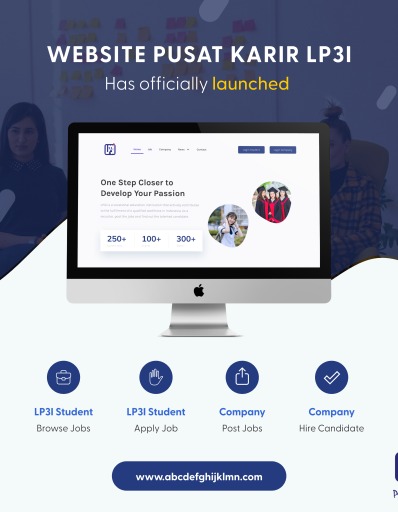 WEBSITE PUSAT KARIR LP3I
Has officially launched
One Step Closer to
Develop Your Passion
250+ 100+ 300+
LP3I Student LP3I Student Company Company
Browse Jobs Apply Job Post Jobs Hire Candidate
www.abcdefghijklmn.com